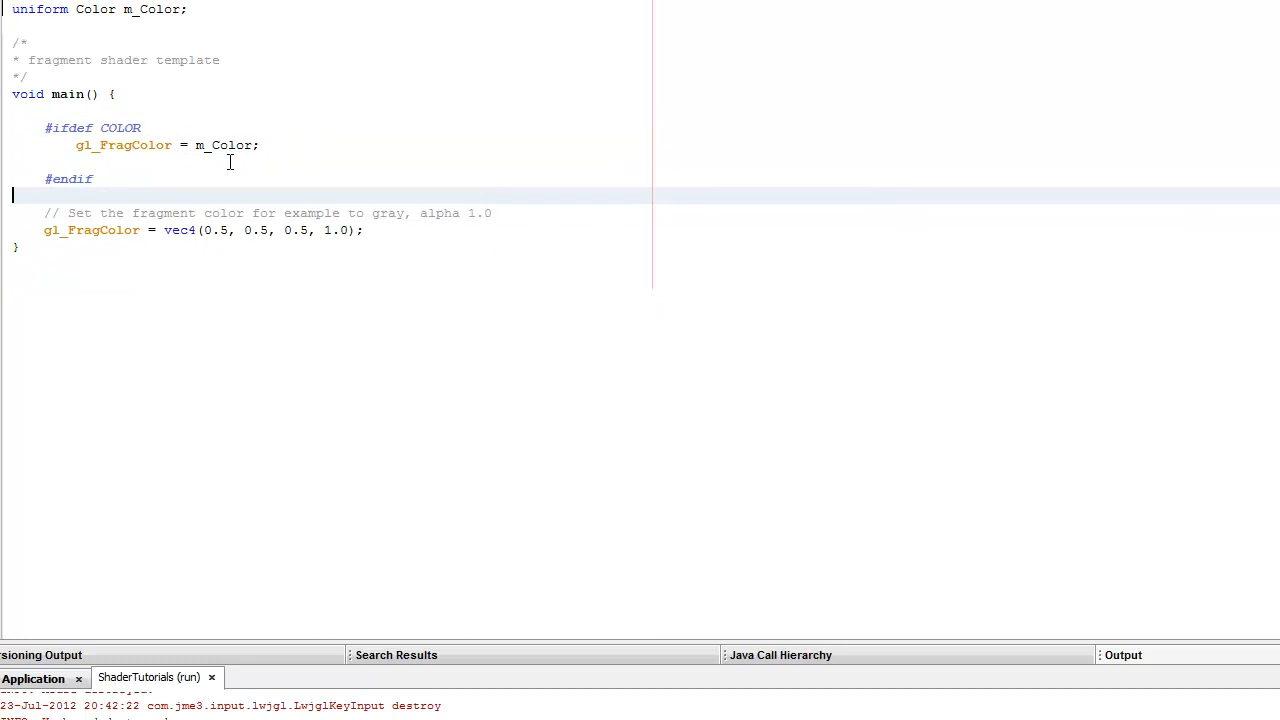 uniform Color m_Color;
/*
* fragment shader template
*/
void main() {
#ifdef COLOR
gl_FragColor = m_Color;
#endif
// Set the fragment color for example to gray, alpha 1.0
gl_FragColor = vec4(0.5, 0.5, 0.5, 1.0);
}
sioning Output
Search Results
Java Call Hierarchy
Output
Application ×
ShaderTutorials (run) ×
23-Jul-2012 20:42:22 com.jme3.input.lwjgl.LwjglKeyInput destroy